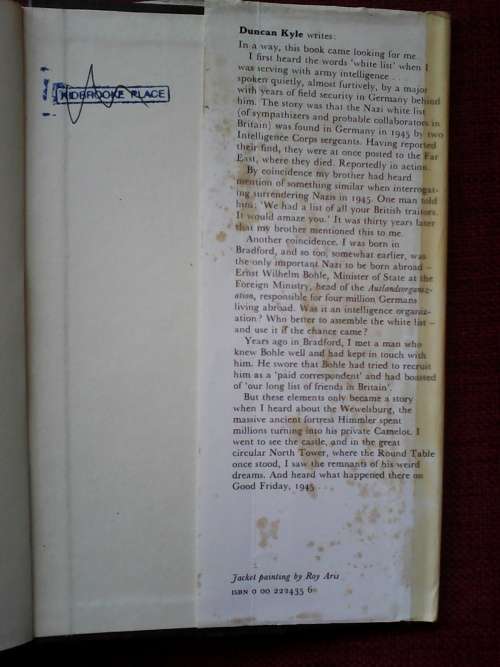 KIDBROOKE PLACE
Duncan Kyle writes:
In a way, this book came looking for me.
I first heard the words 'white list' when I
was serving with army intelligence . . .
spoken quietly, almost furtively, by a major
with years of field security in Germany behind
him. The story was that the Nazi white list
(of sympathizers and probable collaborators in
Britain) was found in Germany in 1945 by two
Intelligence Corps sergeants. Having reported
their find, they were at once posted to the Far
East, where they died. Reportedly in action.
By coincidence my brother had heard
mention of something similar when interrogat-
ing surrendering Nazis in 1945. One man told
him: 'We had a list of all your British traitors.
It would amaze you.' It was thirty years later
that my brother mentioned this to me.
Another coincidence. I was born in
Bradford, and so too, somewhat earlier, was
the only important Nazi to be born abroad –
Ernst Wilhelm Bohle, Minister of State at the
Foreign Ministry, head of the Auslandsorganiz-
ation, responsible for four million Germans
living abroad. Was it an intelligence organiz-
ation? Who better to assemble the white list –
and use it if the chance came?
Years ago in Bradford, I met a man who
knew Bohle well and had kept in touch with
him. He swore that Bohle had tried to recruit
him as a 'paid correspondent' and had boasted
of 'our long list of friends in Britain'.
But these elements only became a story
when I heard about the Wewelsburg, the
massive ancient fortress Himmler spent
millions turning into his private Camelot. I
went to see the castle, and in the great
circular North Tower, where the Round Table
once stood, I saw the remnants of his weird
dreams. And heard what happened there on
Good Friday, 1945 . . .
Jacket painting by Roy Aris
ISBN 0 00 222435 6